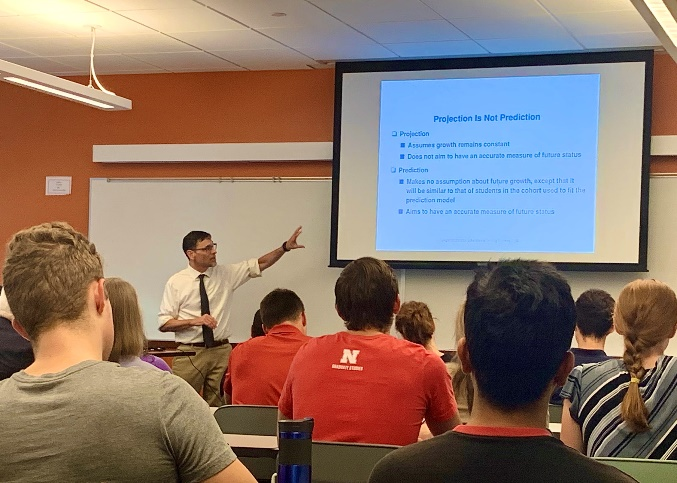 Projection Is Not Prediction
Projection
Assumes growth remains constant
Does not aim to have an accurate measure of future status
Prediction
Makes no assumption about future growth, except that it
will be similar to that of students in the cohort used to fit the
prediction model
Aims to have an accurate measure of future status
N
GRADUATE STUDIES